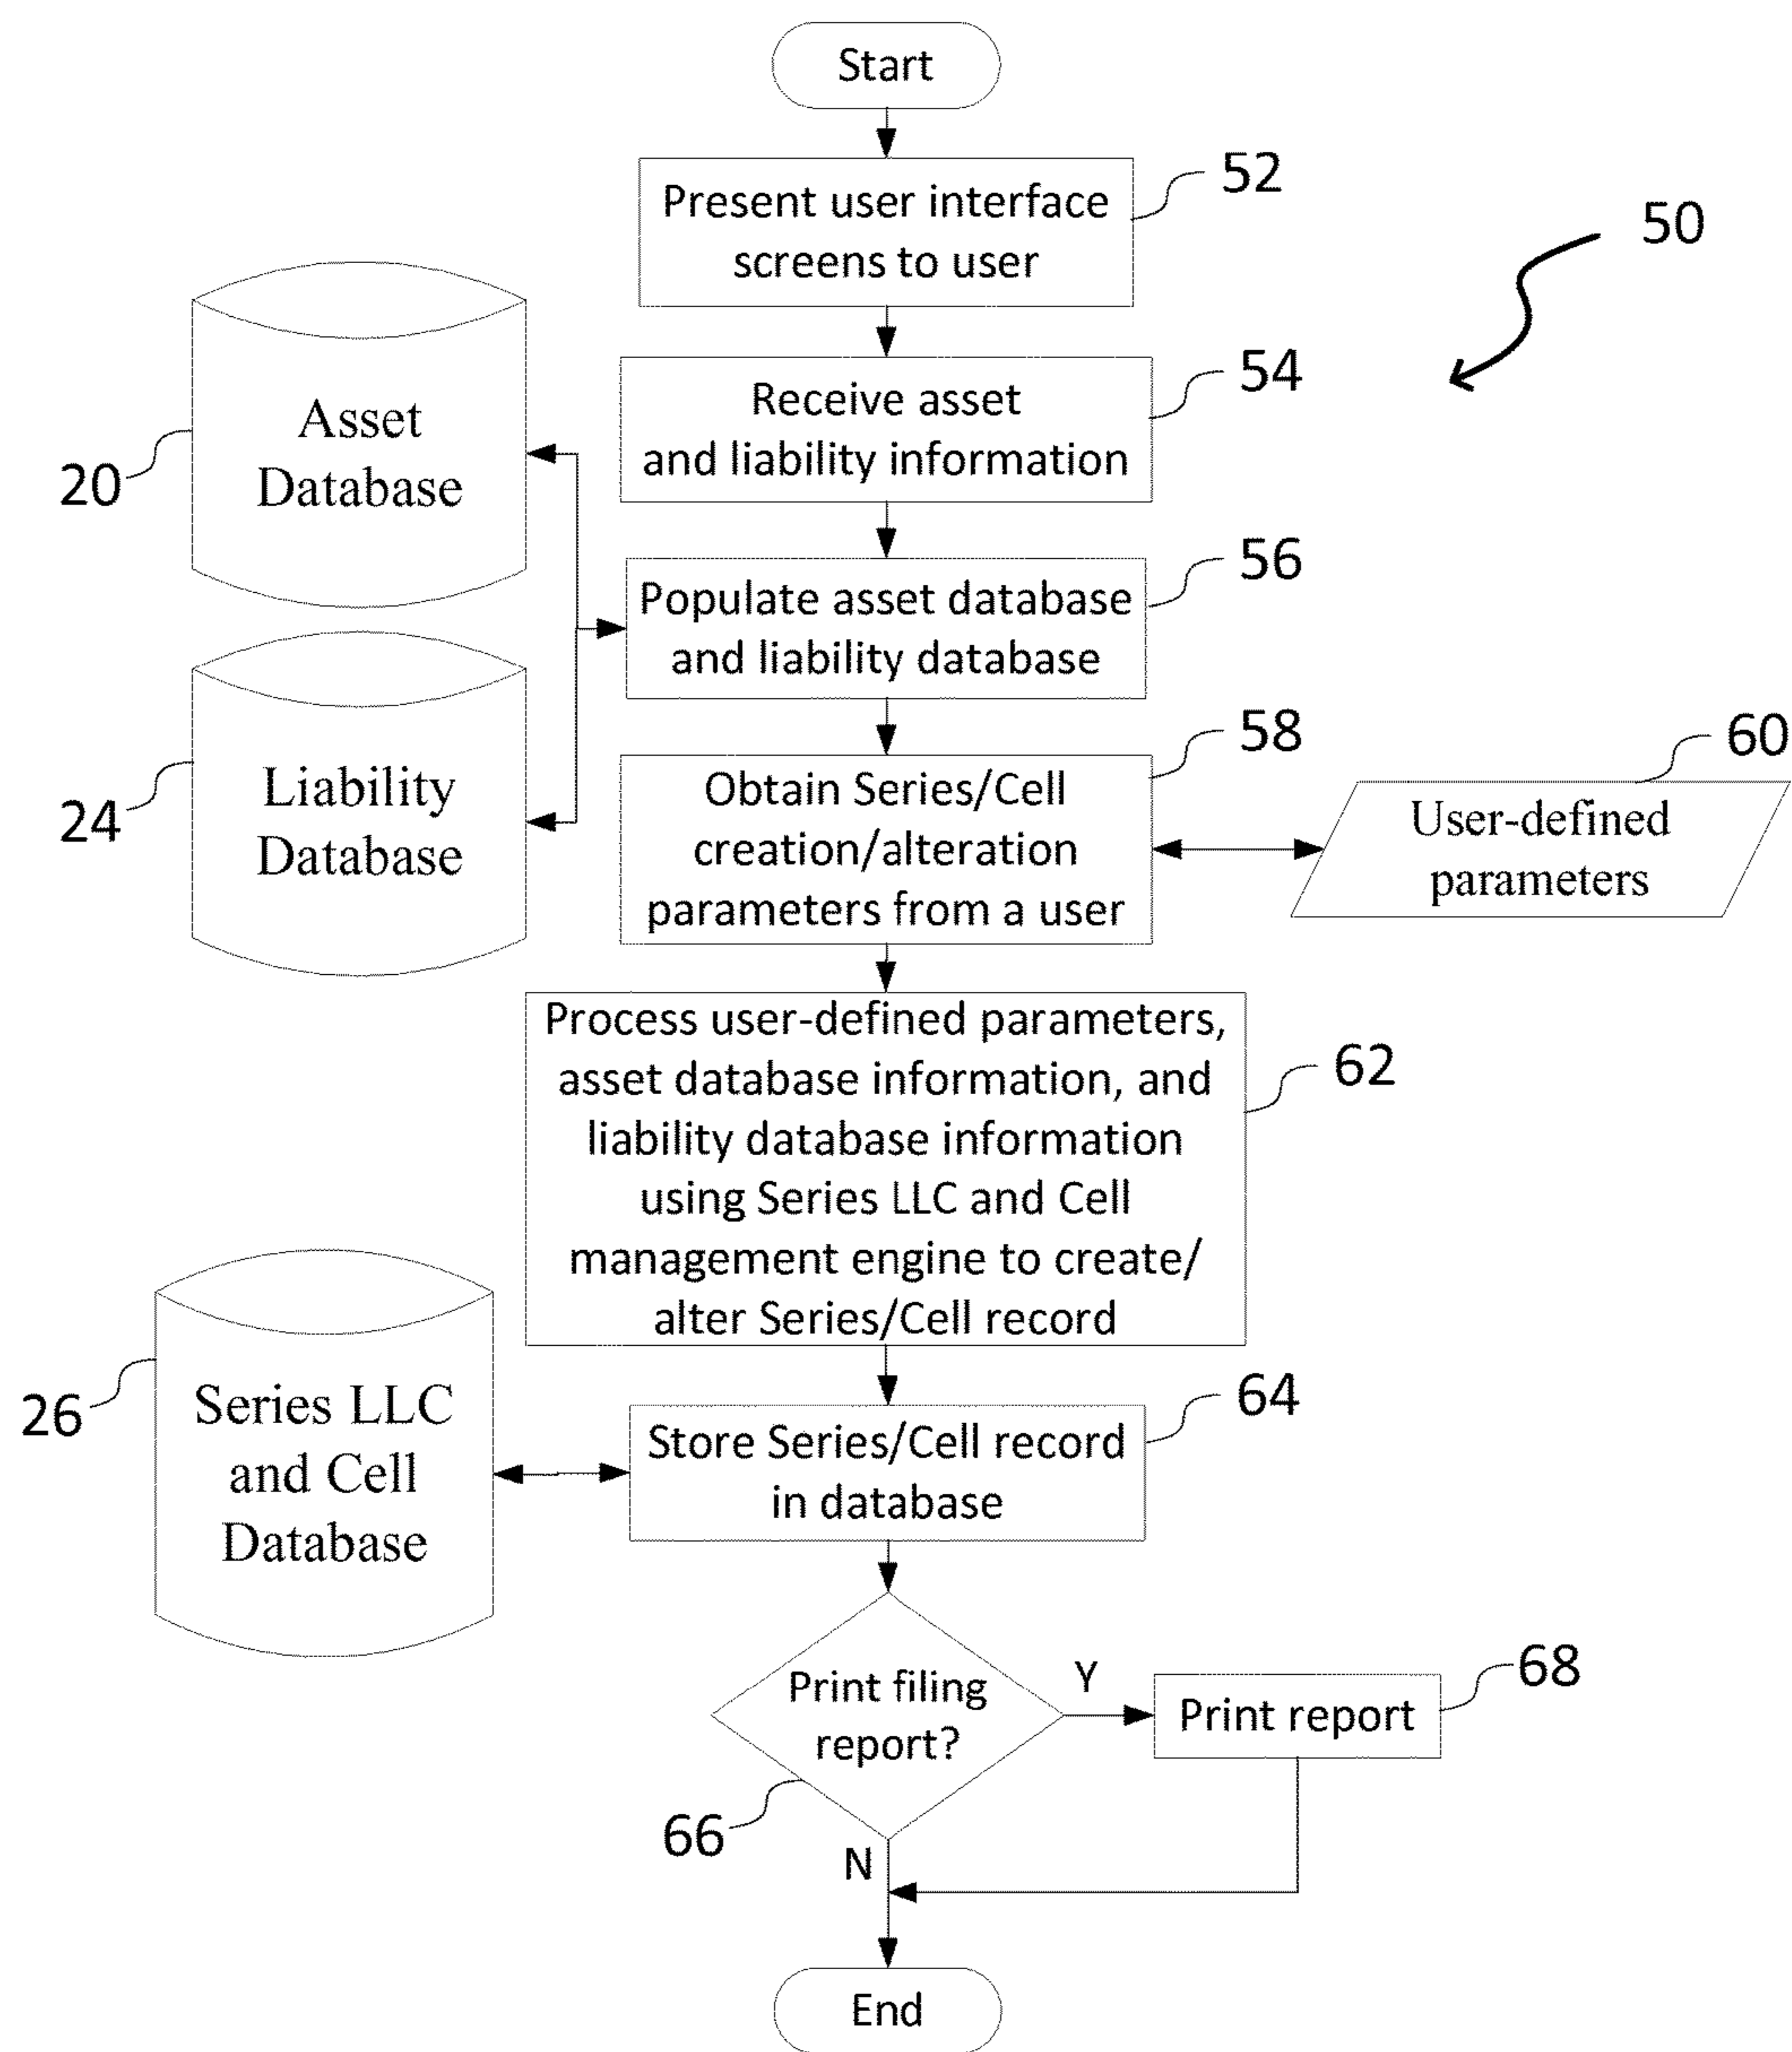 Start
Present user interface
screens to user
52
50
Receive asset
and liability information
54
Asset
Database
20
Populate asset database
and liability database
56
Liability
Database
24
Obtain Series/Cell
creation/alteration
parameters from a user
58
User-defined
parameters
60
Process user-defined parameters,
asset database information, and
liability database information
using Series LLC and Cell
management engine to create/
alter Series/Cell record
62
Series LLC
and Cell
Database
26
Store Series/Cell record
in database
64
Print filing
report?
66
Y
Print report
68
N
End